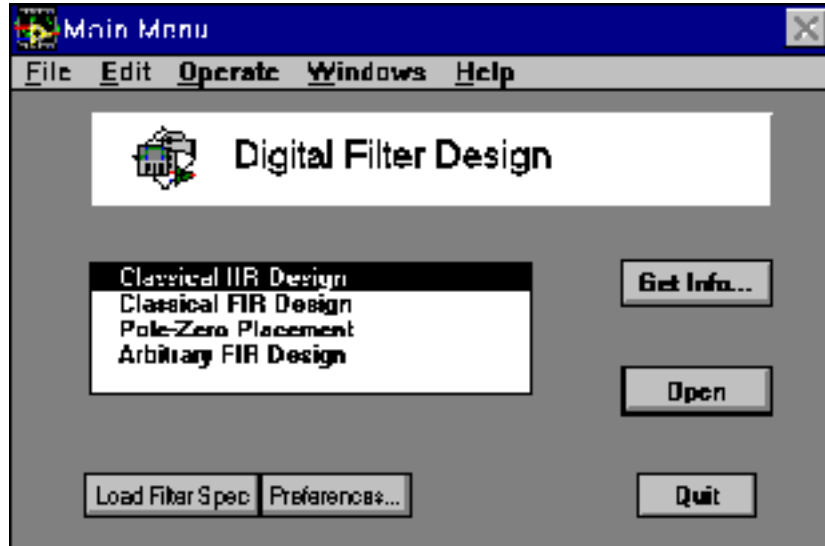 Main Menu
File Edit Operate Windows Help
Digital Filter Design
Classical IIR Design
Classical FIR Design
Pole-Zero Placement
Arbitrary FIR Design
Get Info...
Open
Load Filter Spec Preferences... Quit